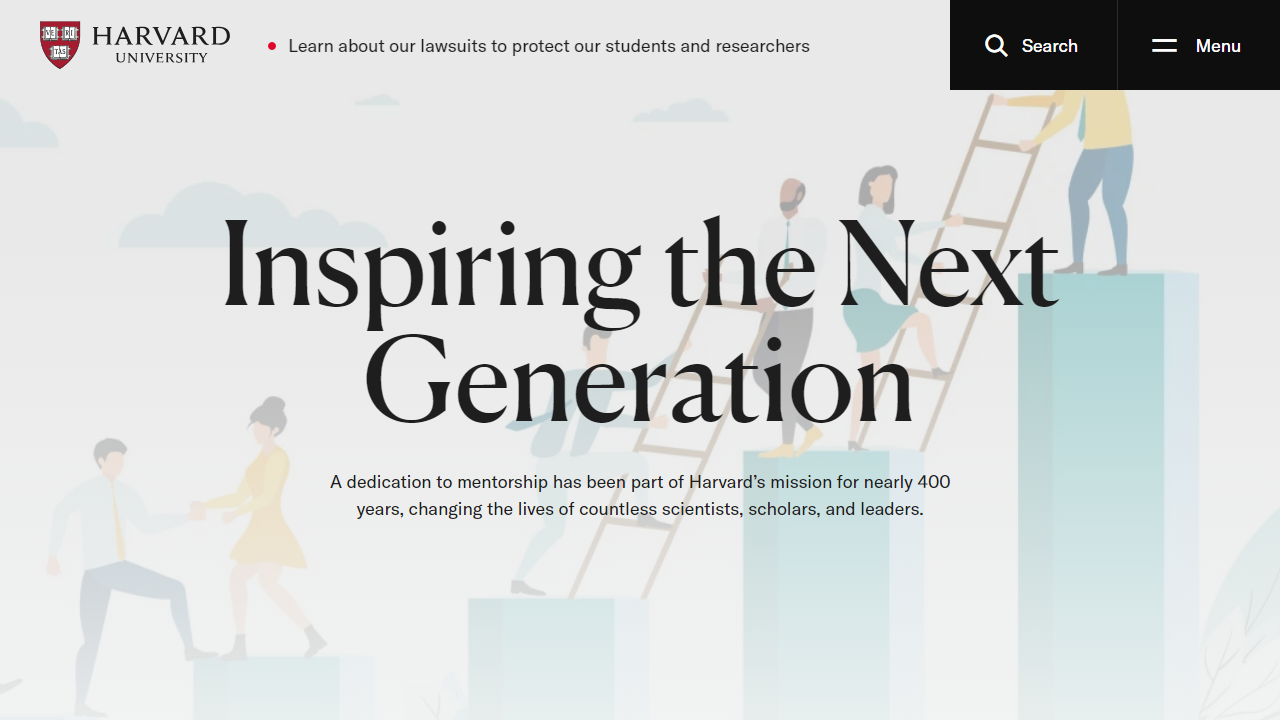 VE RI
TAS
HARVARD
UNIVERSITY
Learn about our lawsuits to protect our students and researchers
Search
Menu
Inspiring the Next
Generation
A dedication to mentorship has been part of Harvard’s mission for nearly 400
years, changing the lives of countless scientists, scholars, and leaders.